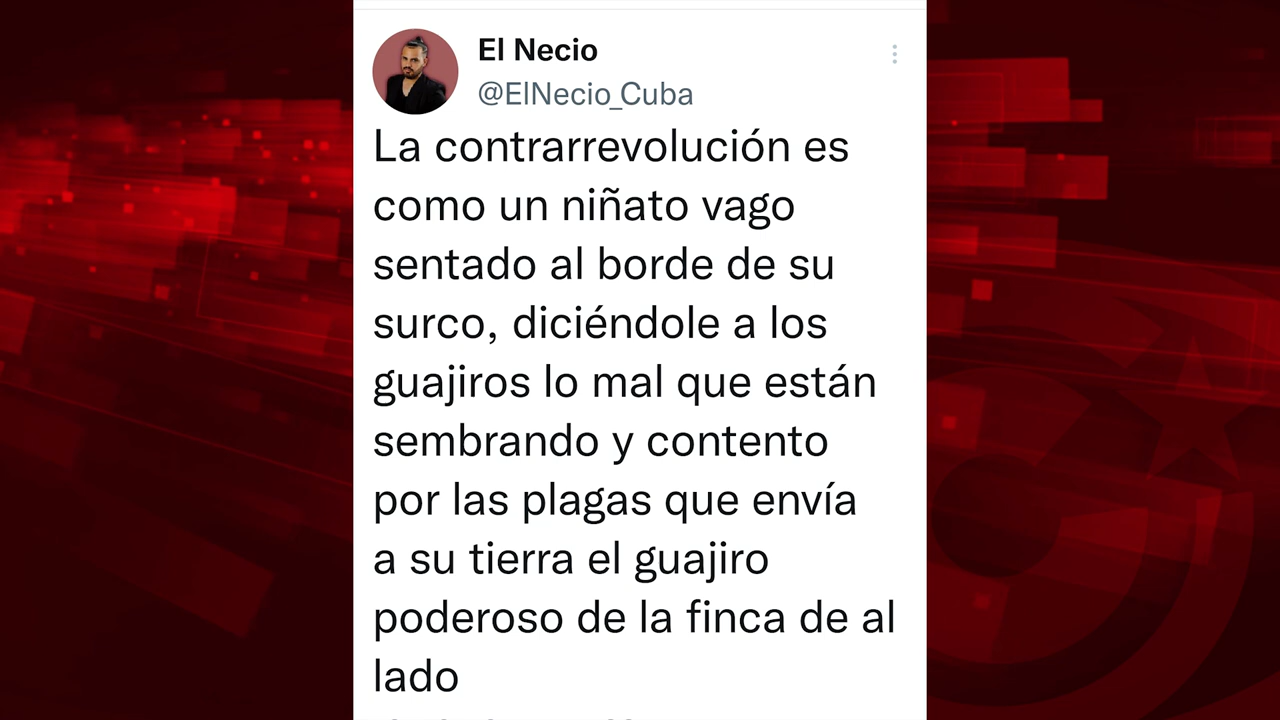 El Necio
@ElNecio_Cuba
La contrarrevolución es
como un niñato vago
sentado al borde de su
surco, diciéndole a los
guajiros lo mal que están
sembrando y contento
por las plagas que envía
a su tierra el guajiro
poderoso de la finca de al
lado